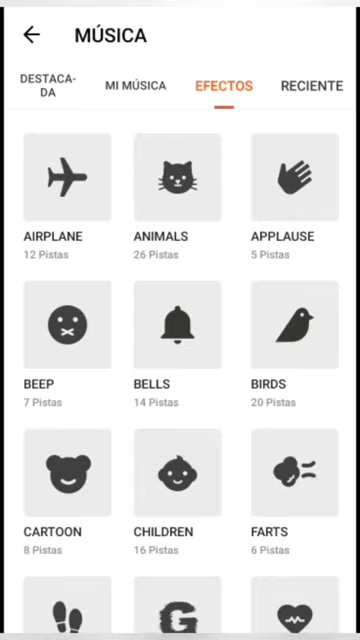 MÚSICA
DESTACA-
DA
MI MÚSICA
EFECTOS
RECIENTE
AIRPLANE
ANIMALS
APPLAUSE
12 Pistas
26 Pistas
5 Pistas
BEEP
BELLS
BIRDS
7 Pistas
14 Pistas
20 Pistas
CARTOON
CHILDREN
FARTS
8 Pistas
16 Pistas
6 Pistas
G